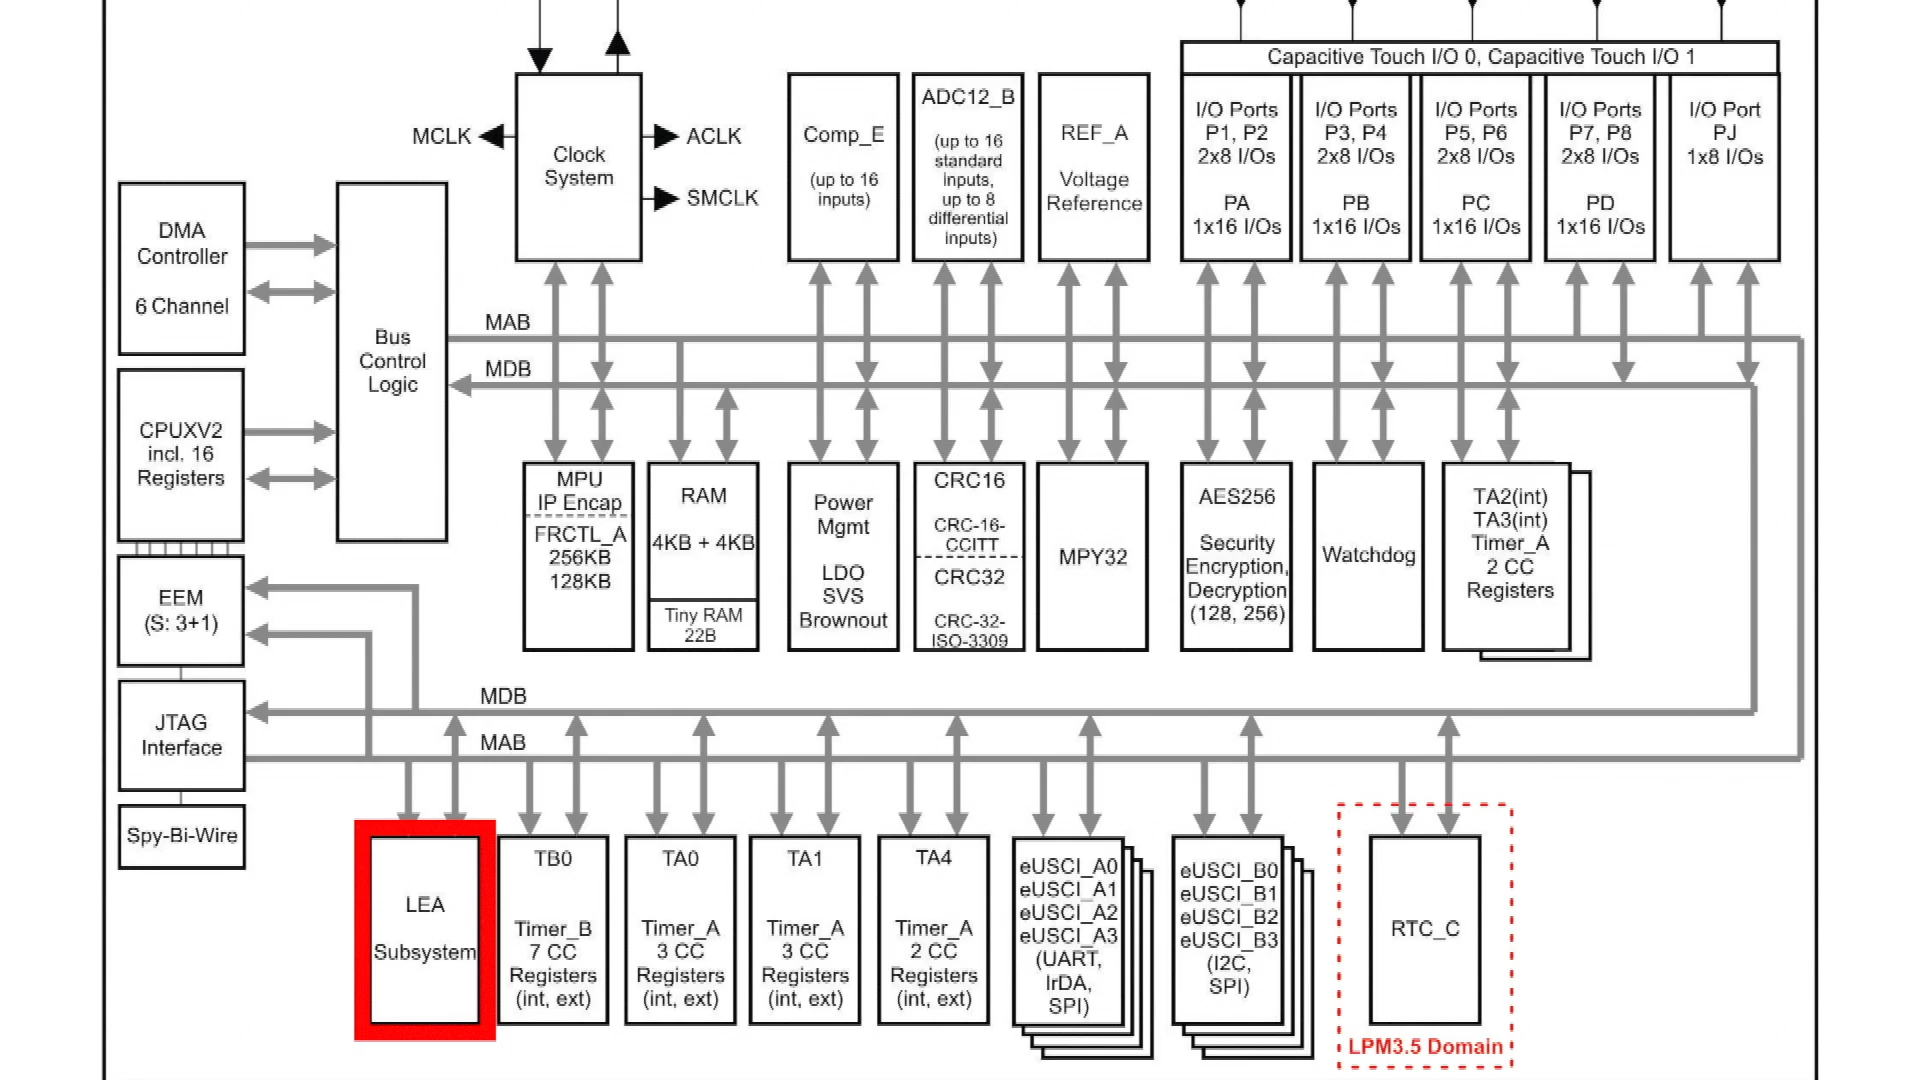 Capacitive Touch I/O 0, Capacitive Touch I/O 1
MCLK
Clock
System
ACLK
SMCLK
Comp_E
(up to 16
inputs)
ADC12_B
(up to 16
standard
inputs,
up to 8
differential
inputs)
REF_A
Voltage
Reference
I/O Ports
P1, P2
2x8 I/Os
PA
1x16 I/Os
I/O Ports
P3, P4
2x8 I/Os
PB
1x16 I/Os
I/O Ports
P5, P6
2x8 I/Os
PC
1x16 I/Os
I/O Ports
P7, P8
2x8 I/Os
PD
1x16 I/Os
I/O Port
PJ
1x8 I/Os
DMA
Controller
6 Channel
Bus
Control
Logic
MAB
MDB
CPUXV2
incl. 16
Registers
MPU
IP Encap
FRCTL_A
256KB
128KB
RAM
4KB + 4KB
Tiny RAM
22B
Power
Mgmt
LDO
SVS
Brownout
CRC16
CRC-16-
CCITT
CRC32
CRC-32-
ISO-3309
MPY32
AES256
Security
Encryption,
Decryption
(128, 256)
Watchdog
TA2(int)
TA3(int)
Timer_A
2 CC
Registers
EEM
(S: 3+1)
MDB
MAB
JTAG
Interface
Spy-Bi-Wire
LEA
Subsystem
TB0
Timer_B
7 CC
Registers
(int, ext)
TA0
Timer_A
3 CC
Registers
(int, ext)
TA1
Timer_A
3 CC
Registers
(int, ext)
TA4
Timer_A
2 CC
Registers
(int, ext)
eUSCI_A0
eUSCI_A1
eUSCI_A2
eUSCI_A3
(UART,
IrDA,
SPI)
eUSCI_B0
eUSCI_B1
eUSCI_B2
eUSCI_B3
(I2C,
SPI)
RTC_C
LPM3.5 Domain